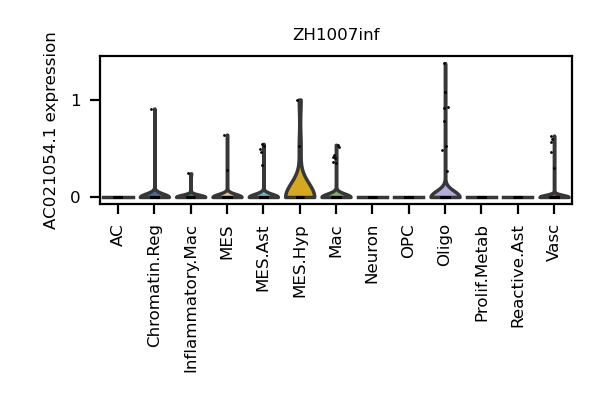 ZH1007inf
AC021054.1 expression
1
0
AC
Chromatin.Reg
Inflammatory.Mac
MES
MES.Ast
MES.Hyp
Mac
Neuron
OPC
Oligo
Prolif.Metab
Reactive.Ast
Vasc